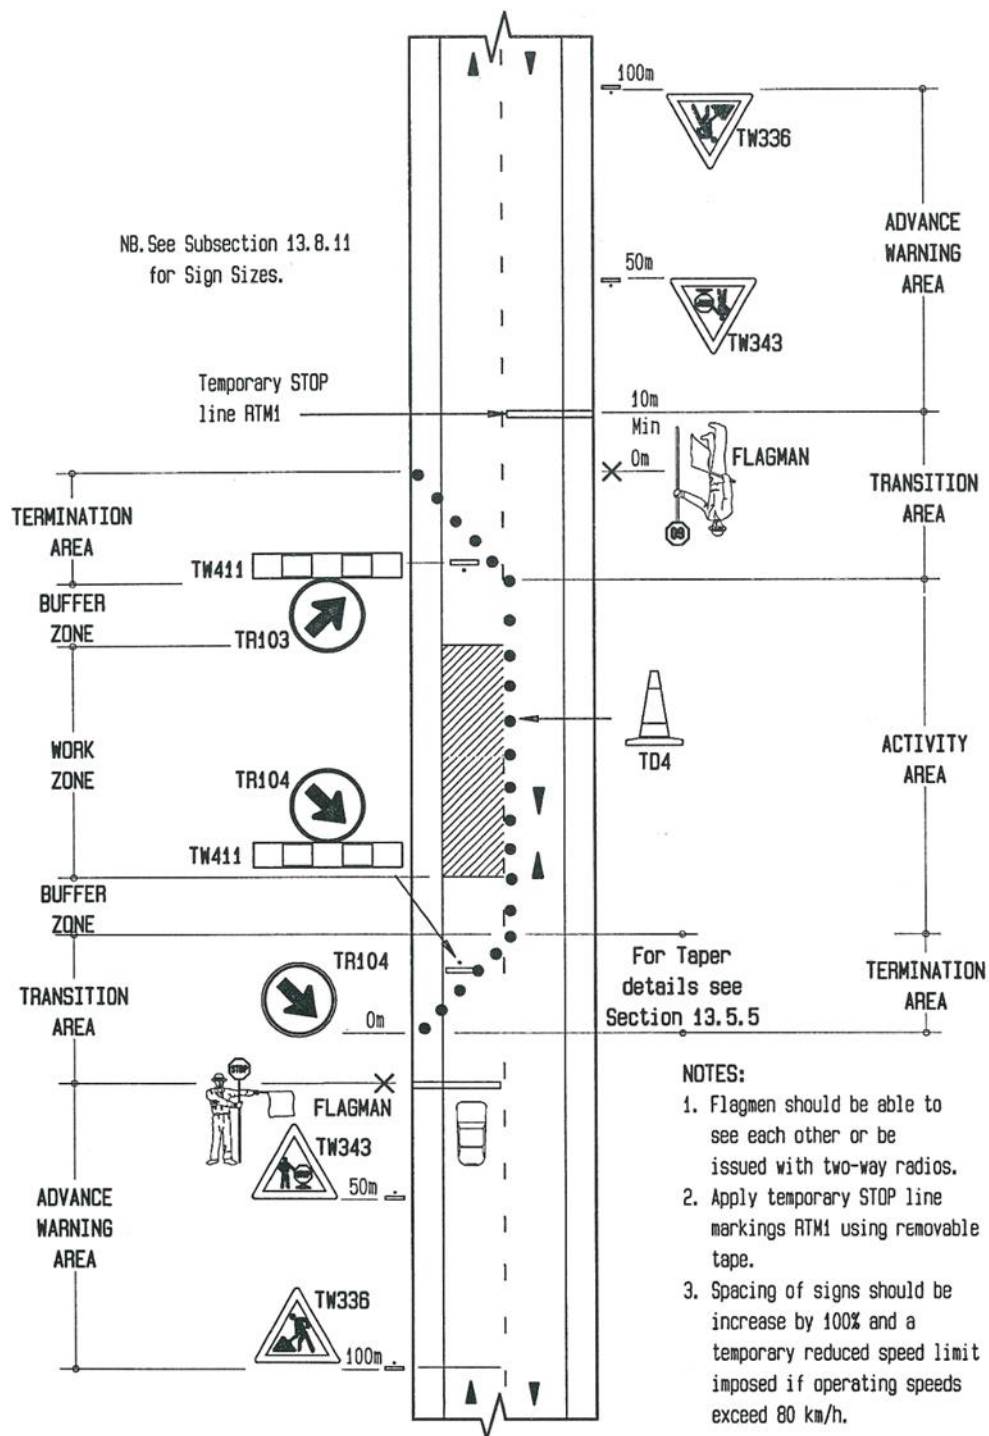 100m
TW336
ADVANCE
WARNING
AREA
NB. See Subsection 13.8.11
for Sign Sizes.
50m
TW343
Temporary STOP
line RTM1
10m
Min
0m
FLAGMAN
GO
TRANSITION
AREA
TERMINATION
AREA
TW411
BUFFER
ZONE
TR103
WORK
ZONE
TR104
TW411
TD4
ACTIVITY
AREA
BUFFER
ZONE
TR104
TRANSITION
AREA
0m
For Taper
details see
Section 13.5.5
TERMINATION
AREA
STOP
FLAGMAN
TW343
50m
ADVANCE
WARNING
AREA
TW336
100m
NOTES:
1. Flagmen should be able to
see each other or be
issued with two-way radios.
2. Apply temporary STOP line
markings RTM1 using removable
tape.
3. Spacing of signs should be
increase by 100% and a
temporary reduced speed limit
imposed if operating speeds
exceed 80 km/h.